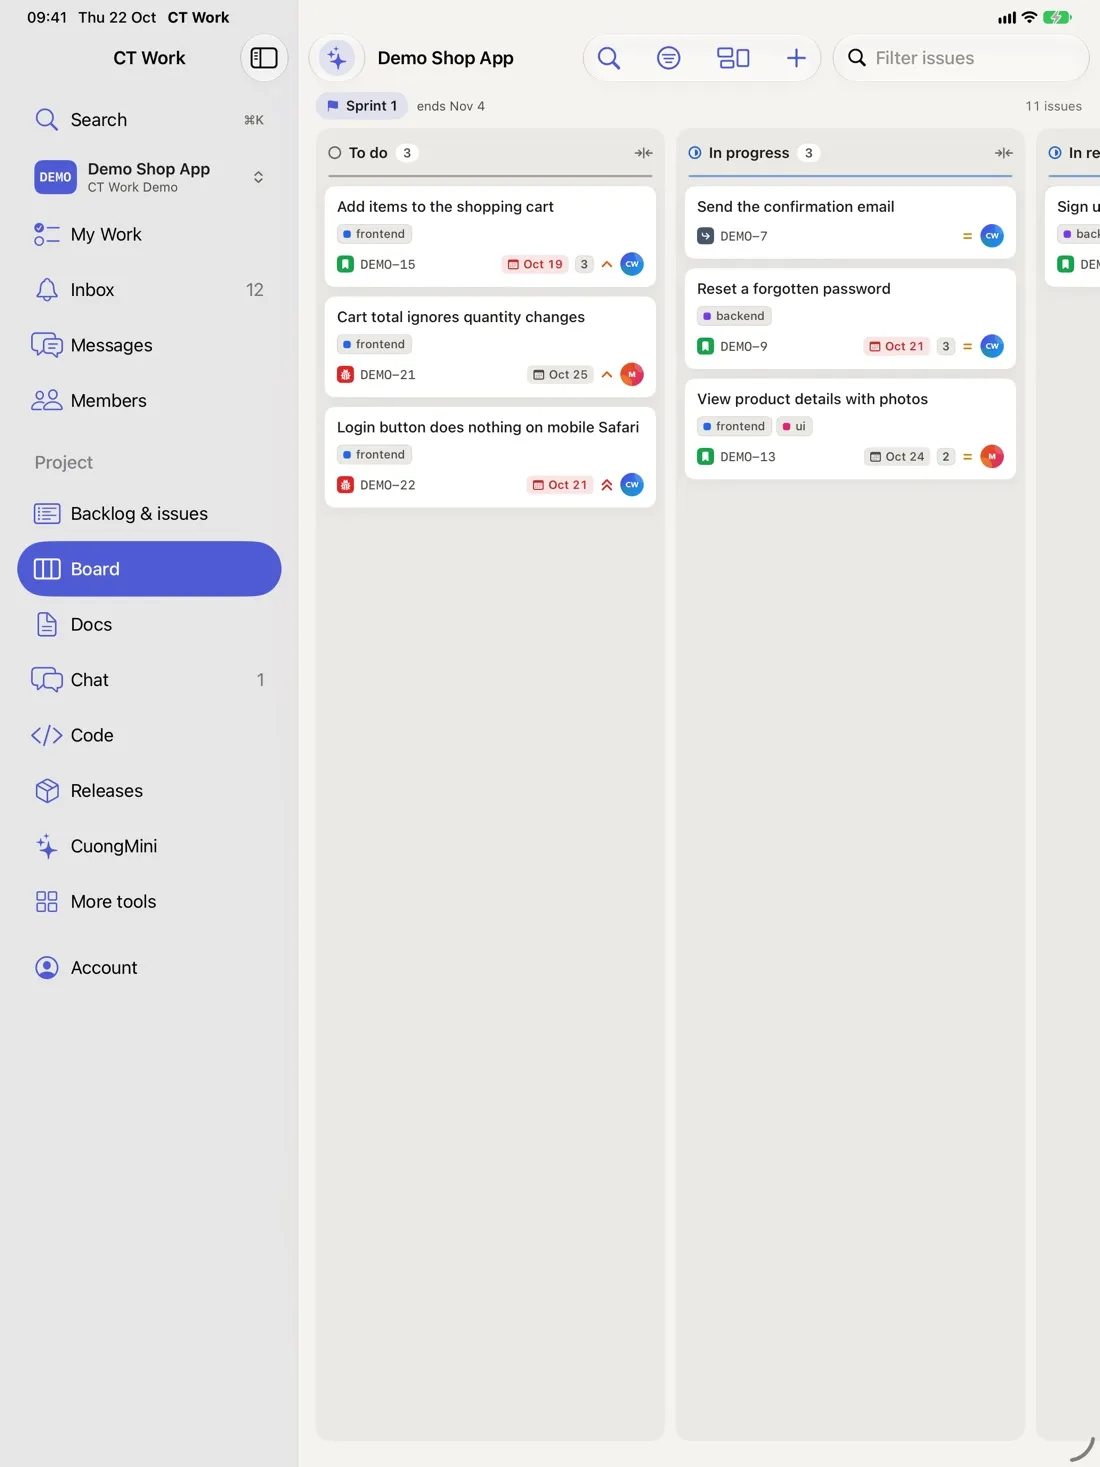 09:41 Thu 22 Oct CT Work
CT Work
Search ⌘K
DEMO
Demo Shop App
CT Work Demo
My Work
Inbox 12
Messages
Members
Project
Backlog & issues
Board
Docs
Chat 1
Code
Releases
CuongMini
More tools
Account
Demo Shop App
Filter issues
Sprint 1 ends Nov 4
11 issues
To do 3
Add items to the shopping cart
frontend
DEMO-15 Oct 19 3 CW
Cart total ignores quantity changes
frontend
DEMO-21 Oct 25 M
Login button does nothing on mobile Safari
frontend
DEMO-22 Oct 21 CW
In progress 3
Send the confirmation email
DEMO-7 CW
Reset a forgotten password
backend
DEMO-9 Oct 21 3 CW
View product details with photos
frontend ui
DEMO-13 Oct 24 2 M
In re
Sign u
back
DEM